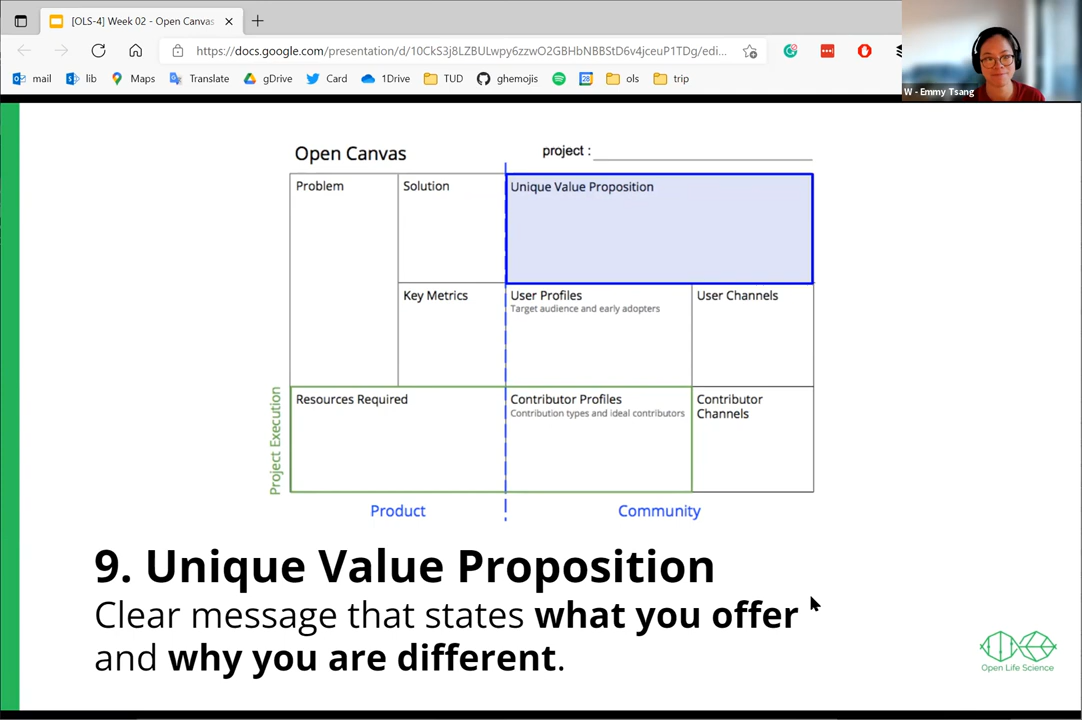 [OLS-4] Week 02 - Open Canvas
https://docs.google.com/presentation/d/10CkS3j8LZBULwpy6zzwO2GBHbNBBStD6v4jceuP1TDg/edi...
mail lib Maps Translate gDrive Card 1Drive TUD ghemojis 28 ols trip
W - Emmy Tsang
Open Canvas
project :
Problem
Solution
Unique Value Proposition
Key Metrics
User Profiles
Target audience and early adopters
User Channels
Project Execution
Resources Required
Contributor Profiles
Contribution types and ideal contributors
Contributor
Channels
Product
Community
9. Unique Value Proposition
Clear message that states what you offer
and why you are different.
Open Life Science